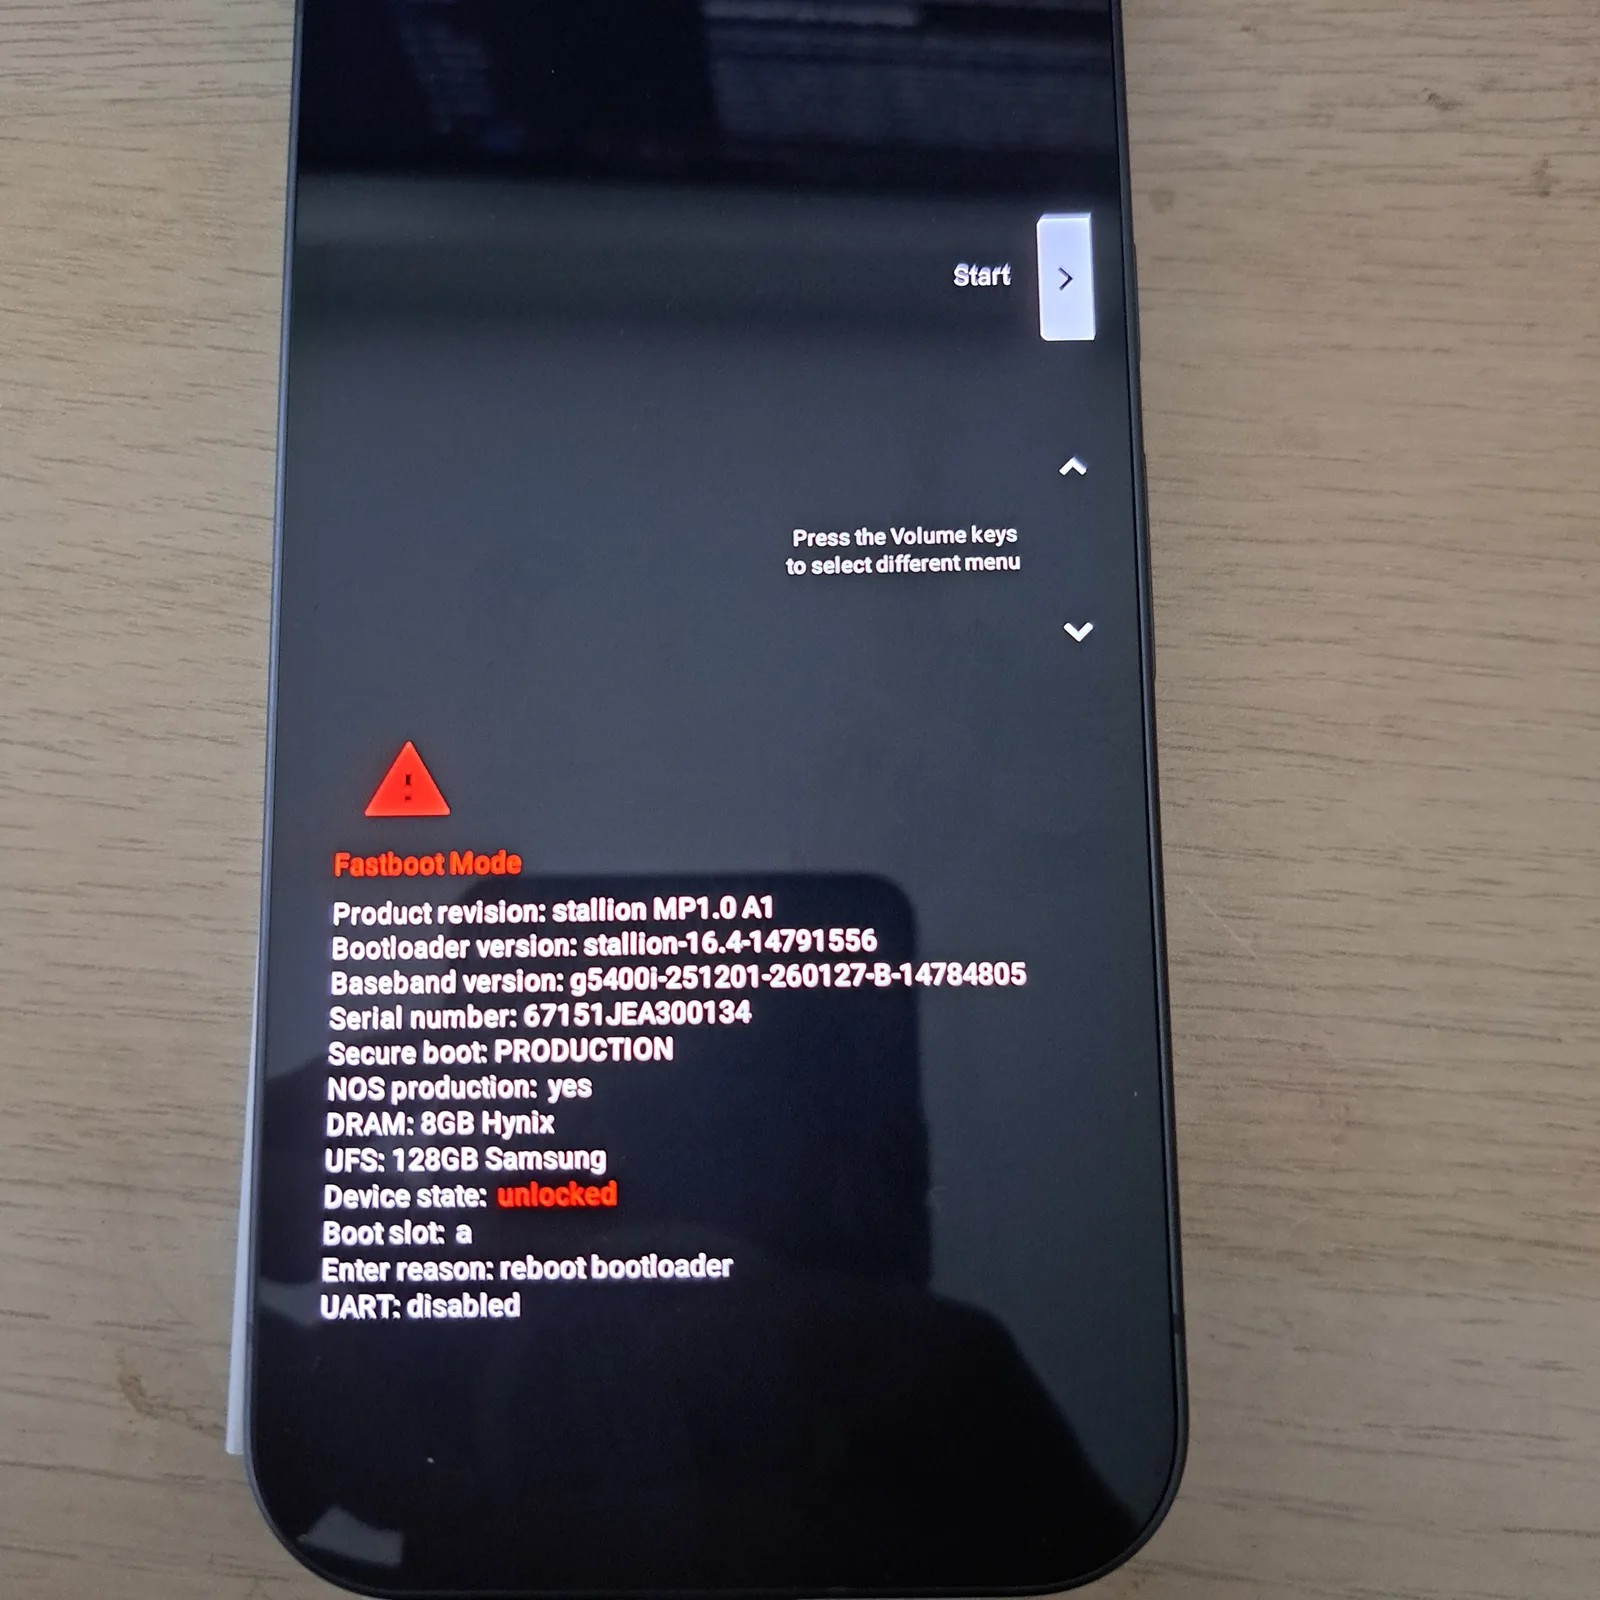 Start
Press the Volume keys
to select different menu
Fastboot Mode
Product revision: stallion MP1.0 A1
Bootloader version: stallion-16.4-14791556
Baseband version: g5400i-251201-260127-B-14784805
Serial number: 67151JEA300134
Secure boot: PRODUCTION
NOS production: yes
DRAM: 8GB Hynix
UFS: 128GB Samsung
Device state: unlocked
Boot slot: a
Enter reason: reboot bootloader
UART: disabled